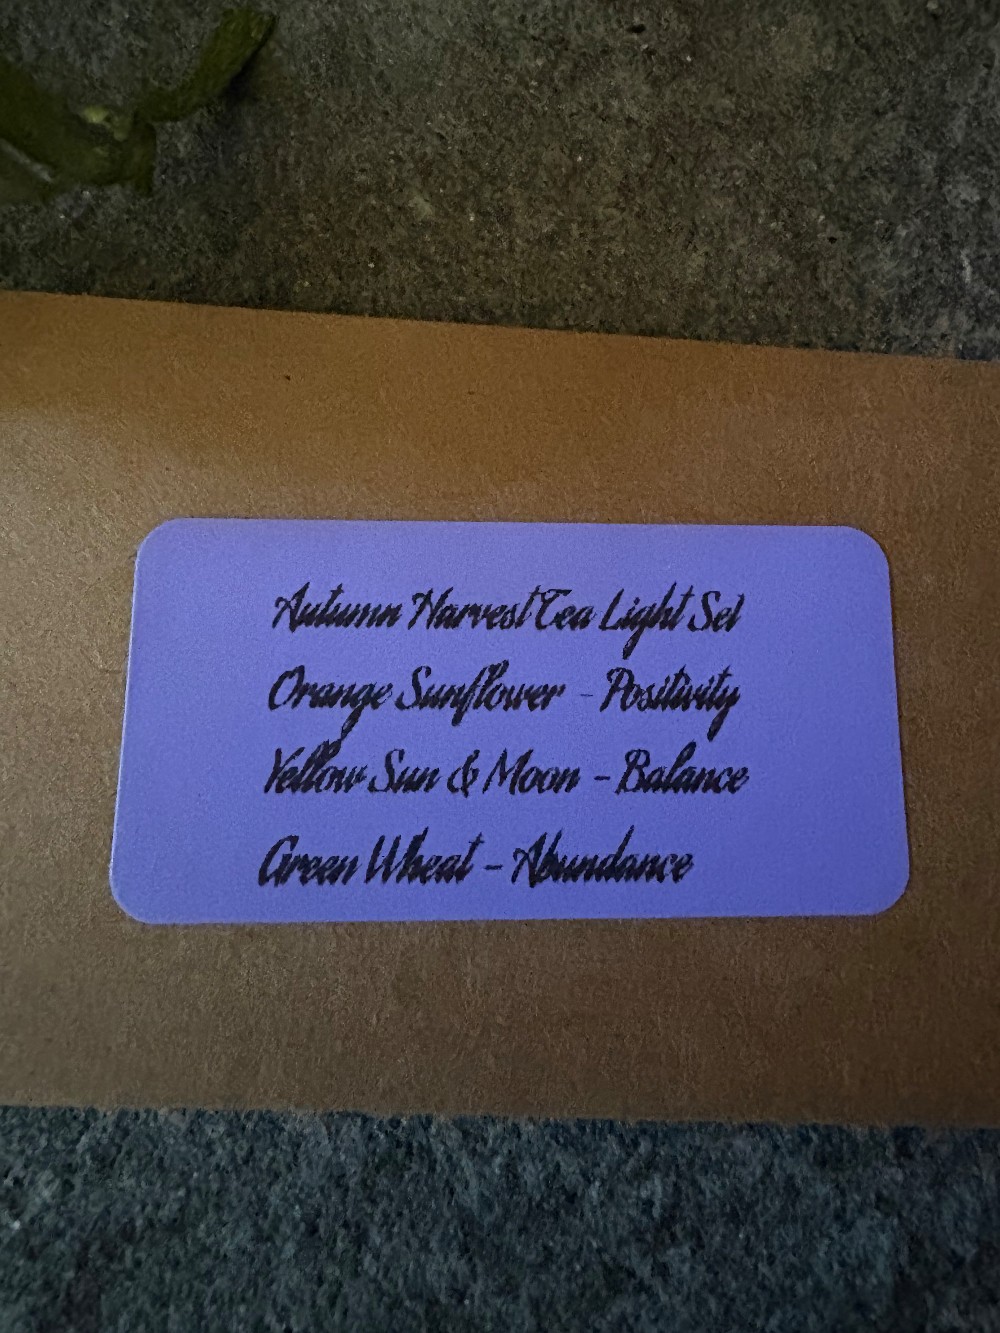 Autumn Harvest Tea Light Set
Orange Sunflower - Positivity
Yellow Sun & Moon - Balance
Green Wheat - Abundance